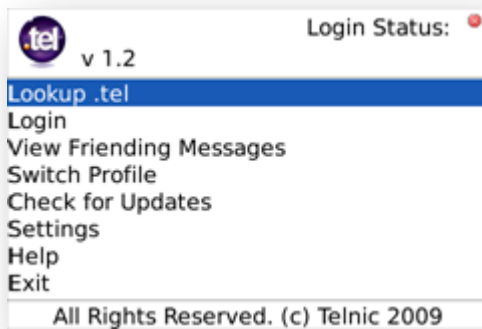 Login Status:
.tel
v 1.2
Lookup .tel
Login
View Friending Messages
Switch Profile
Check for Updates
Settings
Help
Exit
All Rights Reserved. (c) Telnic 2009